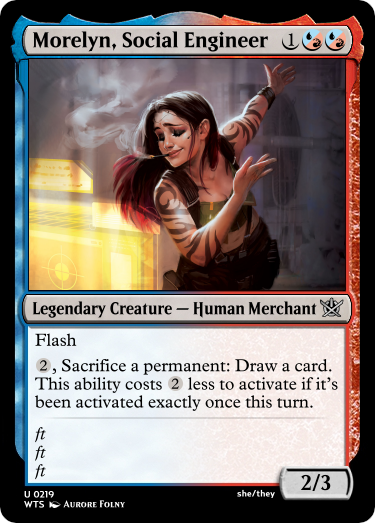 Morelyn, Social Engineer 1
Legendary Creature — Human Merchant
Flash
2, Sacrifice a permanent: Draw a card.
This ability costs 2 less to activate if it's
been activated exactly once this turn.
ft
ft
ft
2/3
U 0219 she/they
WTS Aurore Folny